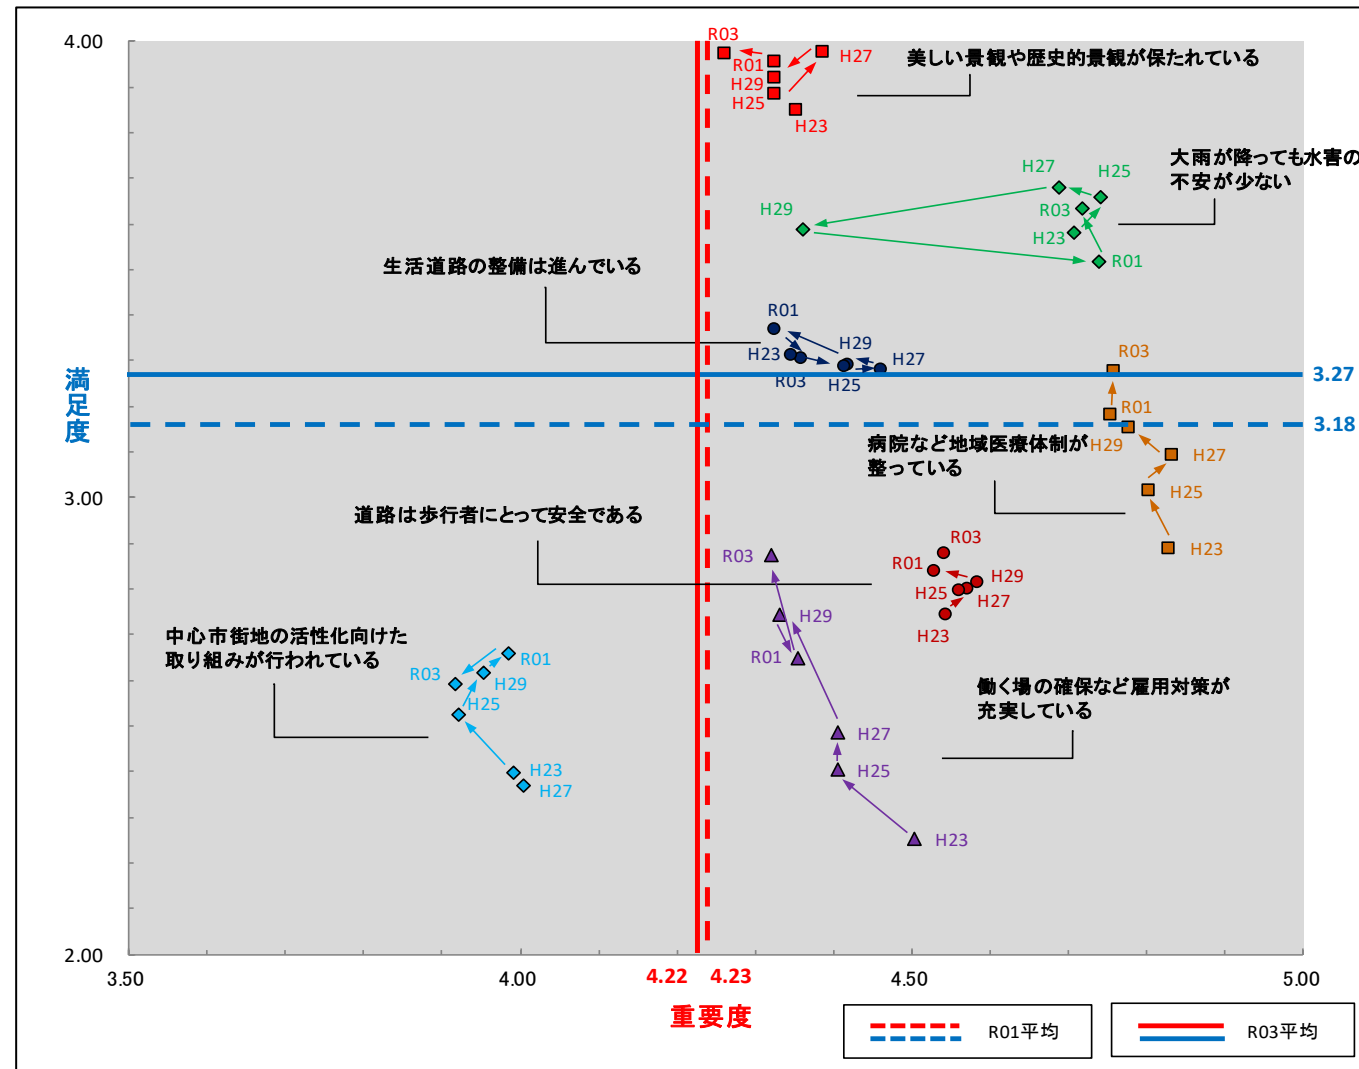 4.00
R03
R01
H29
H25
H23
H27
美しい景観や歴史的景観が保たれている
大雨が降っても水害の
不安が少ない
H27
H25
H29
R03
H23
R01
生活道路の整備は進んでいる
R01
H23
R03
H29
H25
H27
R03
満足度
3.27
3.18
R01
H29
H27
H25
H23
病院など地域医療体制が
整っている
3.00
道路は歩行者にとって安全である
R03
R01
H29
H25
H27
H23
R03
H29
R01
H27
H25
H23
中心市街地の活性化向けた
取り組みが行われている
R01
R03
H29
H25
H23
H27
働く場の確保など雇用対策が
充実している
2.00
3.50
4.00
4.22
4.23
4.50
5.00
重要度
R01平均
R03平均